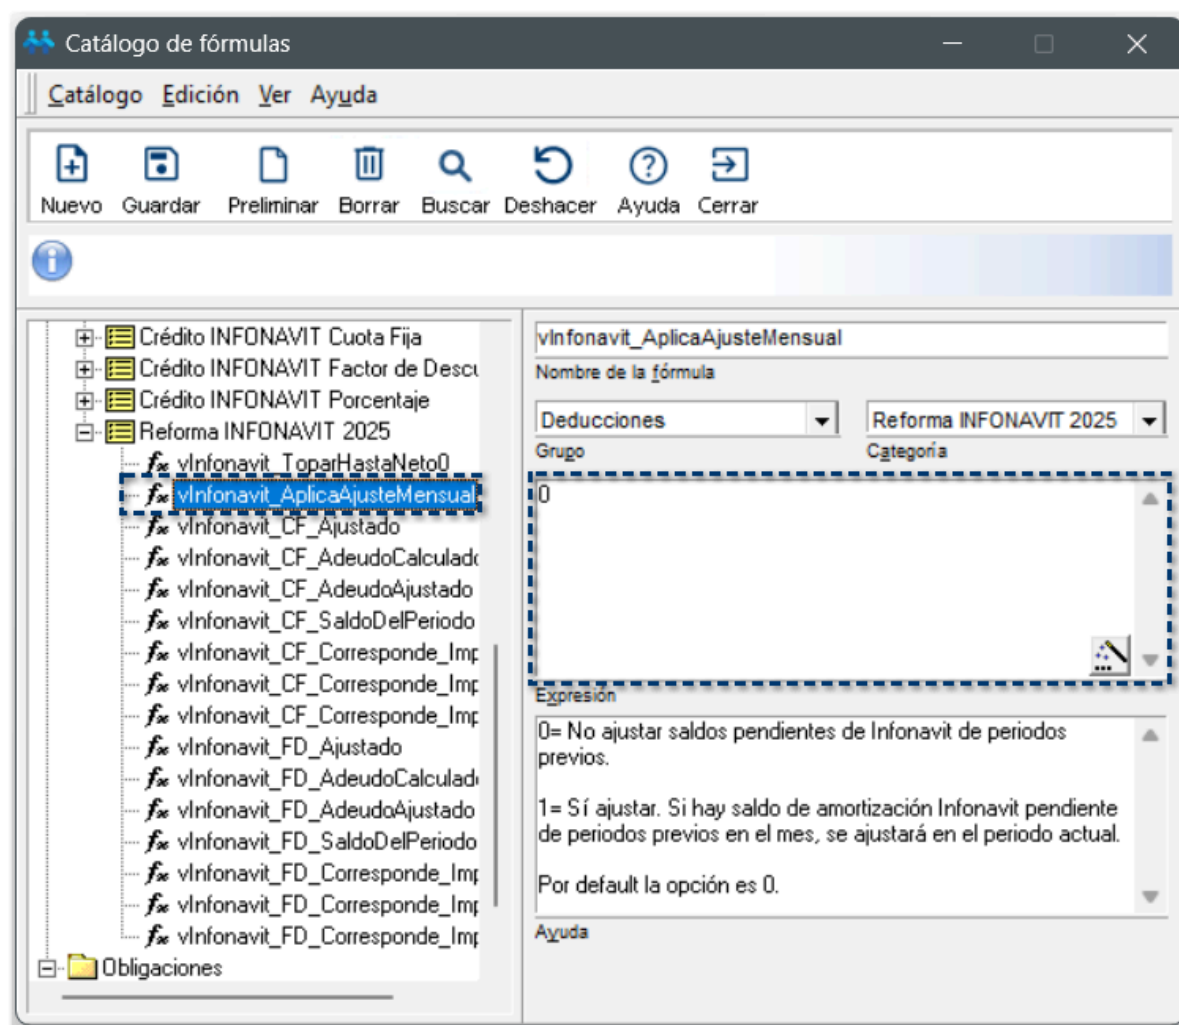 Catálogo de fórmulas
Catálogo Edición Ver Ayuda
Nuevo Guardar Preliminar Borrar Buscar Deshacer Ayuda Cerrar
Crédito INFONAVIT Cuota Fija
Crédito INFONAVIT Factor de Descu
Crédito INFONAVIT Porcentaje
Reforma INFONAVIT 2025
vInfonavit_ToparHastaNeto0
vInfonavit_AplicaAjusteMensual
vInfonavit_CF_Ajustado
vInfonavit_CF_AdeudoCalculado
vInfonavit_CF_AdeudoAjustado
vInfonavit_CF_SaldoDelPeriodo
vInfonavit_CF_Corresponde_Imp
vInfonavit_CF_Corresponde_Imp
vInfonavit_CF_Corresponde_Imp
vInfonavit_FD_Ajustado
vInfonavit_FD_AdeudoCalculad
vInfonavit_FD_AdeudoAjustado
vInfonavit_FD_SaldoDelPeriodo
vInfonavit_FD_Corresponde_Imp
vInfonavit_FD_Corresponde_Imp
vInfonavit_FD_Corresponde_Imp
Obligaciones
vInfonavit_AplicaAjusteMensual
Nombre de la fórmula
Deducciones Reforma INFONAVIT 2025
Grupo Categoría
0
Expresión
0= No ajustar saldos pendientes de Infonavit de periodos
previos.
1= Sí ajustar. Si hay saldo de amortización Infonavit pendiente
de periodos previos en el mes, se ajustará en el periodo actual.
Por default la opción es 0.
Ayuda